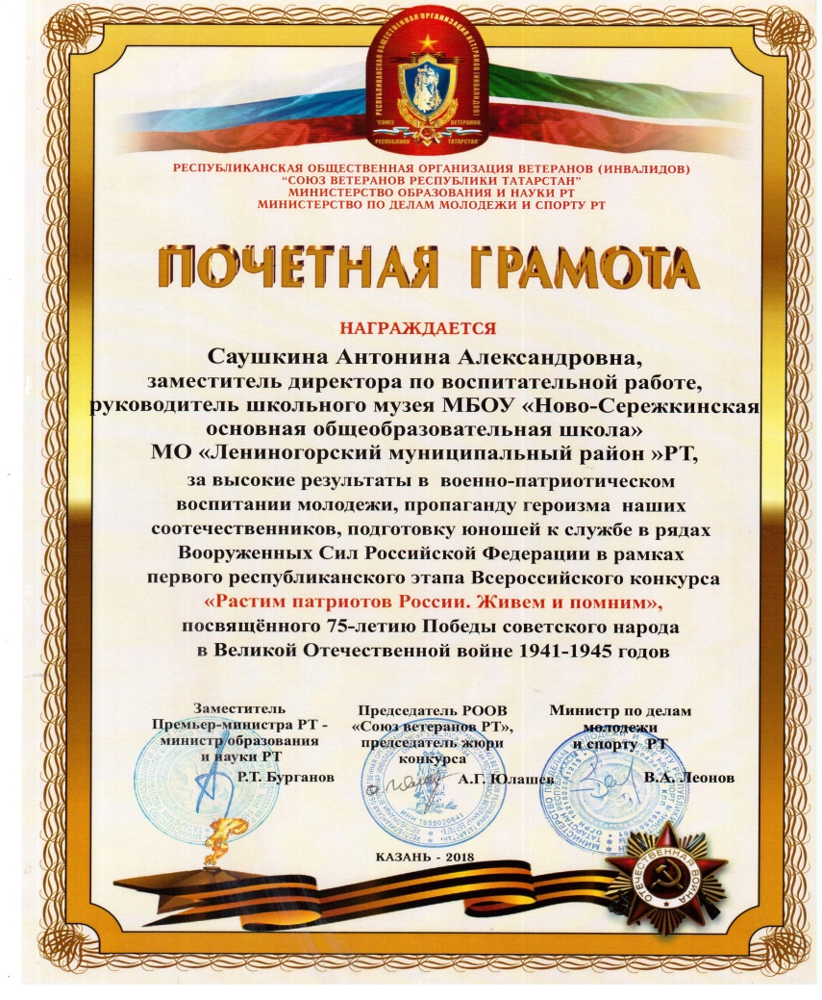 РЕСПУБЛИКАНСКАЯ ОБЩЕСТВЕННАЯ ОРГАНИЗАЦИЯ ВЕТЕРАНОВ (ИНВАЛИДОВ)
"СОЮЗ ВЕТЕРАНОВ
РЕСПУБЛИКИ ТАТАРСТАН"
РЕСПУБЛИКАНСКАЯ ОБЩЕСТВЕННАЯ ОРГАНИЗАЦИЯ ВЕТЕРАНОВ (ИНВАЛИДОВ)
“СОЮЗ ВЕТЕРАНОВ РЕСПУБЛИКИ ТАТАРСТАН”
МИНИСТЕРСТВО ОБРАЗОВАНИЯ И НАУКИ РТ
МИНИСТЕРСТВО ПО ДЕЛАМ МОЛОДЕЖИ И СПОРТУ РТ
ПОЧЕТНАЯ ГРАМОТА
НАГРАЖДАЕТСЯ
Саушкина Антонина Александровна,
заместитель директора по воспитательной работе,
руководитель школьного музея МБОУ «Ново-Сережкинская
основная общеобразовательная школа»
МО «Лениногорский муниципальный район »РТ,
за высокие результаты в военно-патриотическом
воспитании молодежи, пропаганду героизма наших
соотечественников, подготовку юношей к службе в рядах
Вооруженных Сил Российской Федерации в рамках
первого республиканского этапа Всероссийского конкурса
«Растим патриотов России. Живем и помним»,
посвящённого 75-летию Победы советского народа
в Великой Отечественной войне 1941-1945 годов
Заместитель
Премьер-министра РТ -
министр образования
и науки РТ
Р.Т. Бурганов
Председатель РООВ
«Союз ветеранов РТ»,
председатель жюри
конкурса
А.Г. Юлашев
Министр по делам
молодежи
и спорту РТ
В.А. Леонов
ИНН 1655020641
КАЗАНЬ - 2018
ОТЕЧЕСТВЕННАЯ ВОЙНА